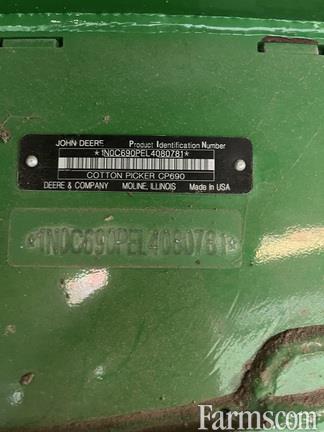 JOHN DEERE Product Identification Number
*1N0C690PEL4080781*
COTTON PICKER CP690
DEERE & COMPANY MOLINE, ILLINOIS Made In USA
*1N0C690PEL4080781*
Farms.com®